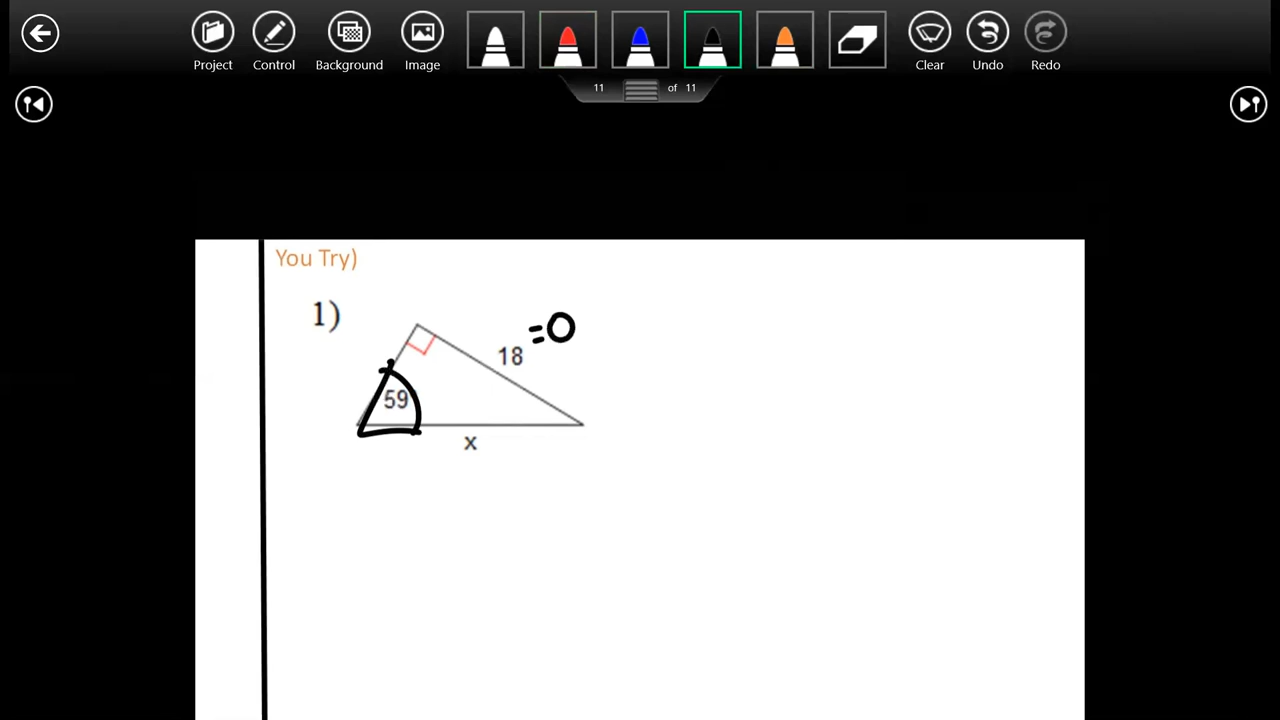 Project Control Background Image Clear Undo Redo
11 of 11
You Try)
1)
=O
18
59
x